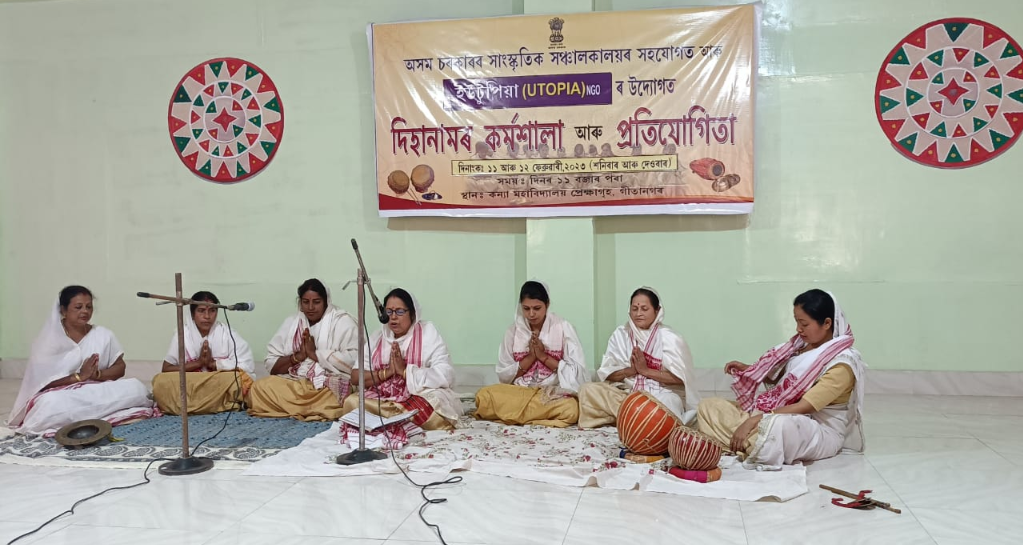 অসম চৰকাৰৰ সাংস্কৃতিক সঞ্চালকালয়ৰ সহযোগত আৰু
ইউটুপিয়া (UTOPIA) NGO ৰ উদ্যোগত
দিহানামৰ কৰ্মশালা আৰু প্ৰতিযোগিতা
দিনাংক: ১১ আৰু ১২ ফেব্ৰুৱাৰী, ২০২৩ (শনিবাৰ আৰু দেওবাৰ)
সময়: দিনৰ ১১ বজাৰ পৰা
স্থান: কন্যা মহাবিদ্যালয় প্ৰেক্ষাগৃহ, গীতানগৰ